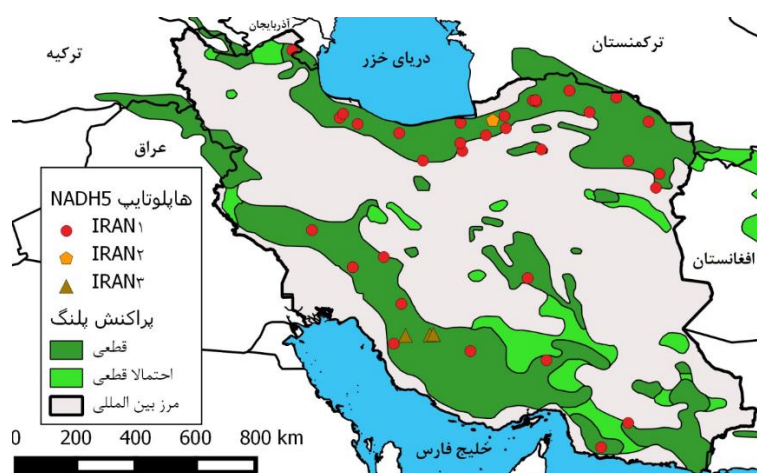 آذربایجان
ترکیه
دریای خزر
ترکمنستان
عراق
افغانستان
هاپلوتایپ NADH5
IRAN۱
IRAN۲
IRAN۳
پراکنش پلنگ
قطعی
احتمالا قطعی
مرز بین المللی
خلیج فارس
0 200 400 600 800 km